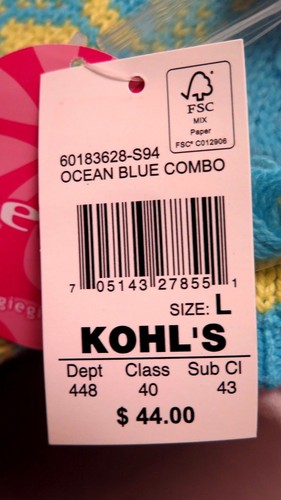 FSC
MIX
Paper
FSC® C012906
60183628-S94
OCEAN BLUE COMBO
7 05143 27855 1
SIZE: L
KOHL'S
Dept Class Sub Cl
448 40 43
$ 44.00
e
giegi